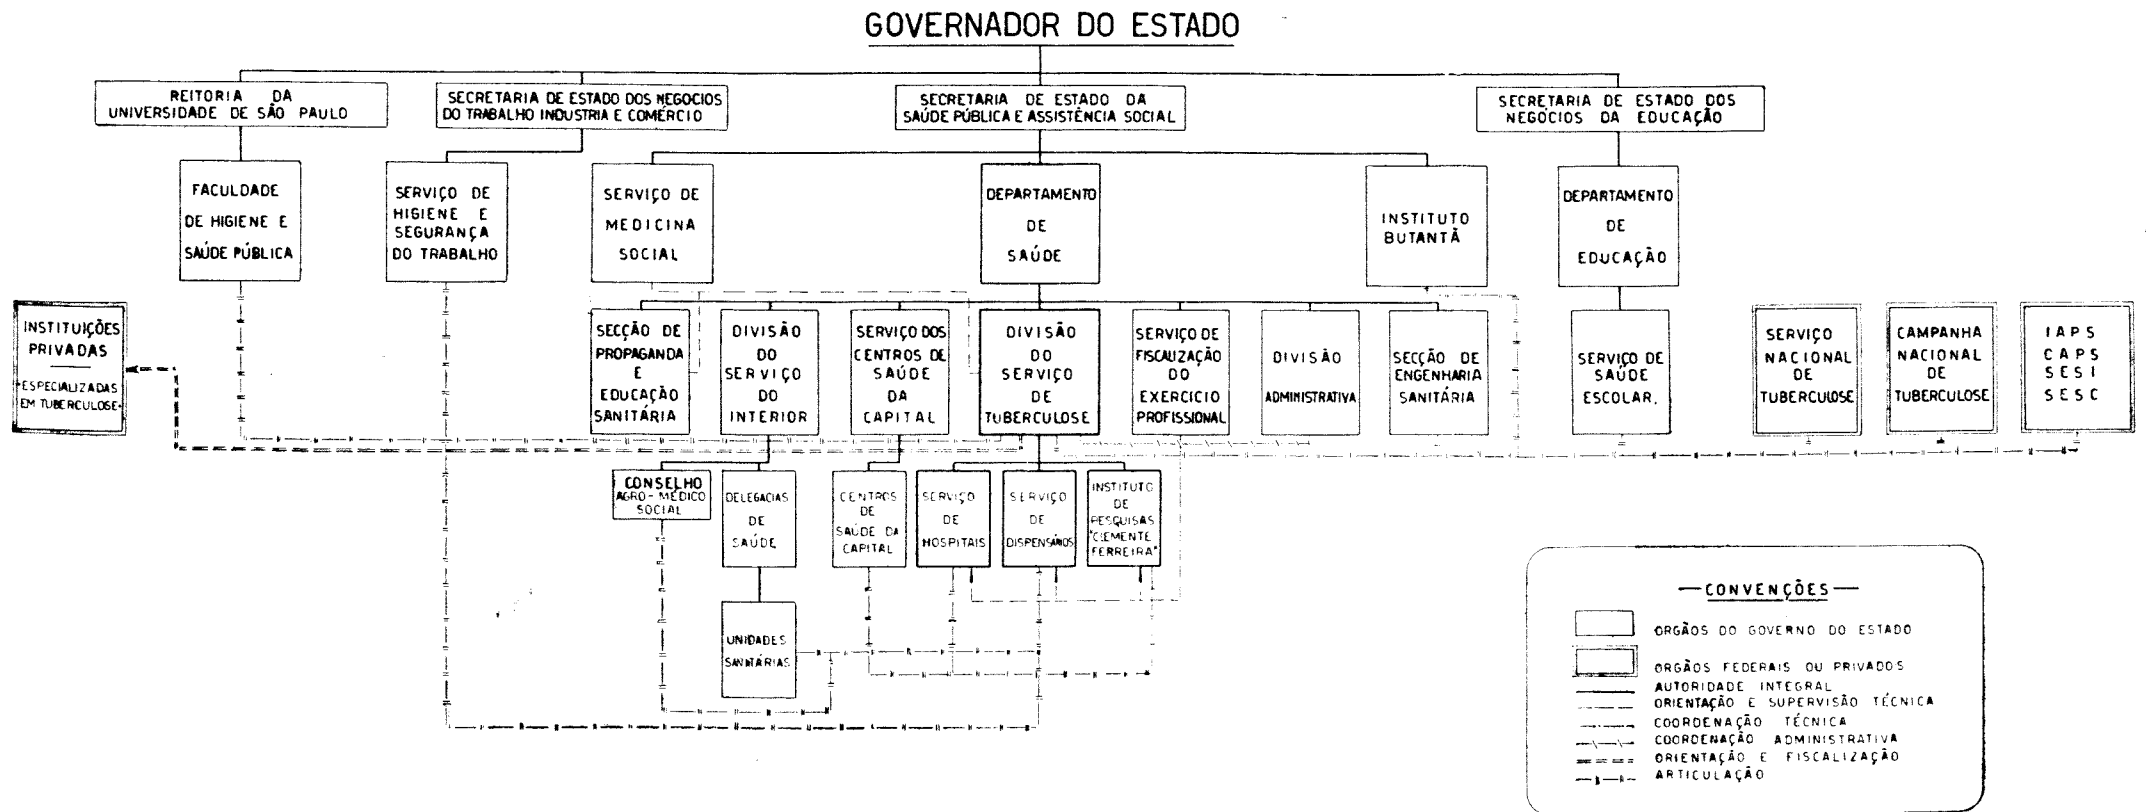 GOVERNADOR DO ESTADO
REITORIA DA
UNIVERSIDADE DE SÃO PAULO
SECRETARIA DE ESTADO DOS NEGOCIOS
DO TRABALHO INDUSTRIA E COMÉRCIO
SECRETARIA DE ESTADO DA
SAÚDE PÚBLICA E ASSISTÊNCIA SOCIAL
SECRETARIA DE ESTADO DOS
NEGÓCIOS DA EDUCAÇÃO
FACULDADE
DE HIGIENE E
SAÚDE PÚBLICA
SERVIÇO DE
HIGIENE E
SEGURANÇA
DO TRABALHO
SERVIÇO DE
MEDICINA
SOCIAL
DEPARTAMENTO
DE
SAÚDE
INSTITUTO
BUTANTÃ
DEPARTAMENTO
DE
EDUCAÇÃO
INSTITUIÇÕES
PRIVADAS
"ESPECIALIZADAS
EM TUBERCULOSE"
SECÇÃO DE
PROPAGANDA
E
EDUCAÇÃO
SANITÁRIA
DIVISÃO
DO
SERVIÇO
DO
INTERIOR
SERVIÇO DOS
CENTROS DE
SAÚDE
DA
CAPITAL
DIVISÃO
DO
SERVIÇO
DE
TUBERCULOSE
SERVIÇO DE
FISCALIZAÇÃO
DO
EXERCICIO
PROFISSIONAL
DIVISÃO
ADMINISTRATIVA
SECÇÃO DE
ENGENHARIA
SANITÁRIA
SERVIÇO DE
SAÚDE
ESCOLAR.
SERVIÇO
NACIONAL
DE
TUBERCULOSE
CAMPANHA
NACIONAL
DE
TUBERCULOSE
IAPS
CAPS
SESI
SESC
CONSELHO
AGRO-MÉDICO
SOCIAL
DELEGACIAS
DE
SAÚDE
CENTROS
DE
SAÚDE DA
CAPITAL
SERVIÇO
DE
HOSPITAIS
SERVIÇO
DE
DISPENSÁRIOS
INSTITUTO
DE
PESQUISAS
"CLEMENTE
FERREIRA"
UNIDADES
SANITÁRIAS
CONVENÇÕES
ORGÃOS DO GOVERNO DO ESTADO
ORGÃOS FEDERAIS OU PRIVADOS
AUTORIDADE INTEGRAL
ORIENTAÇÃO E SUPERVISÃO TÉCNICA
COORDENAÇÃO TÉCNICA
COORDENAÇÃO ADMINISTRATIVA
ORIENTAÇÃO E FISCALIZAÇÃO
ARTICULAÇÃO